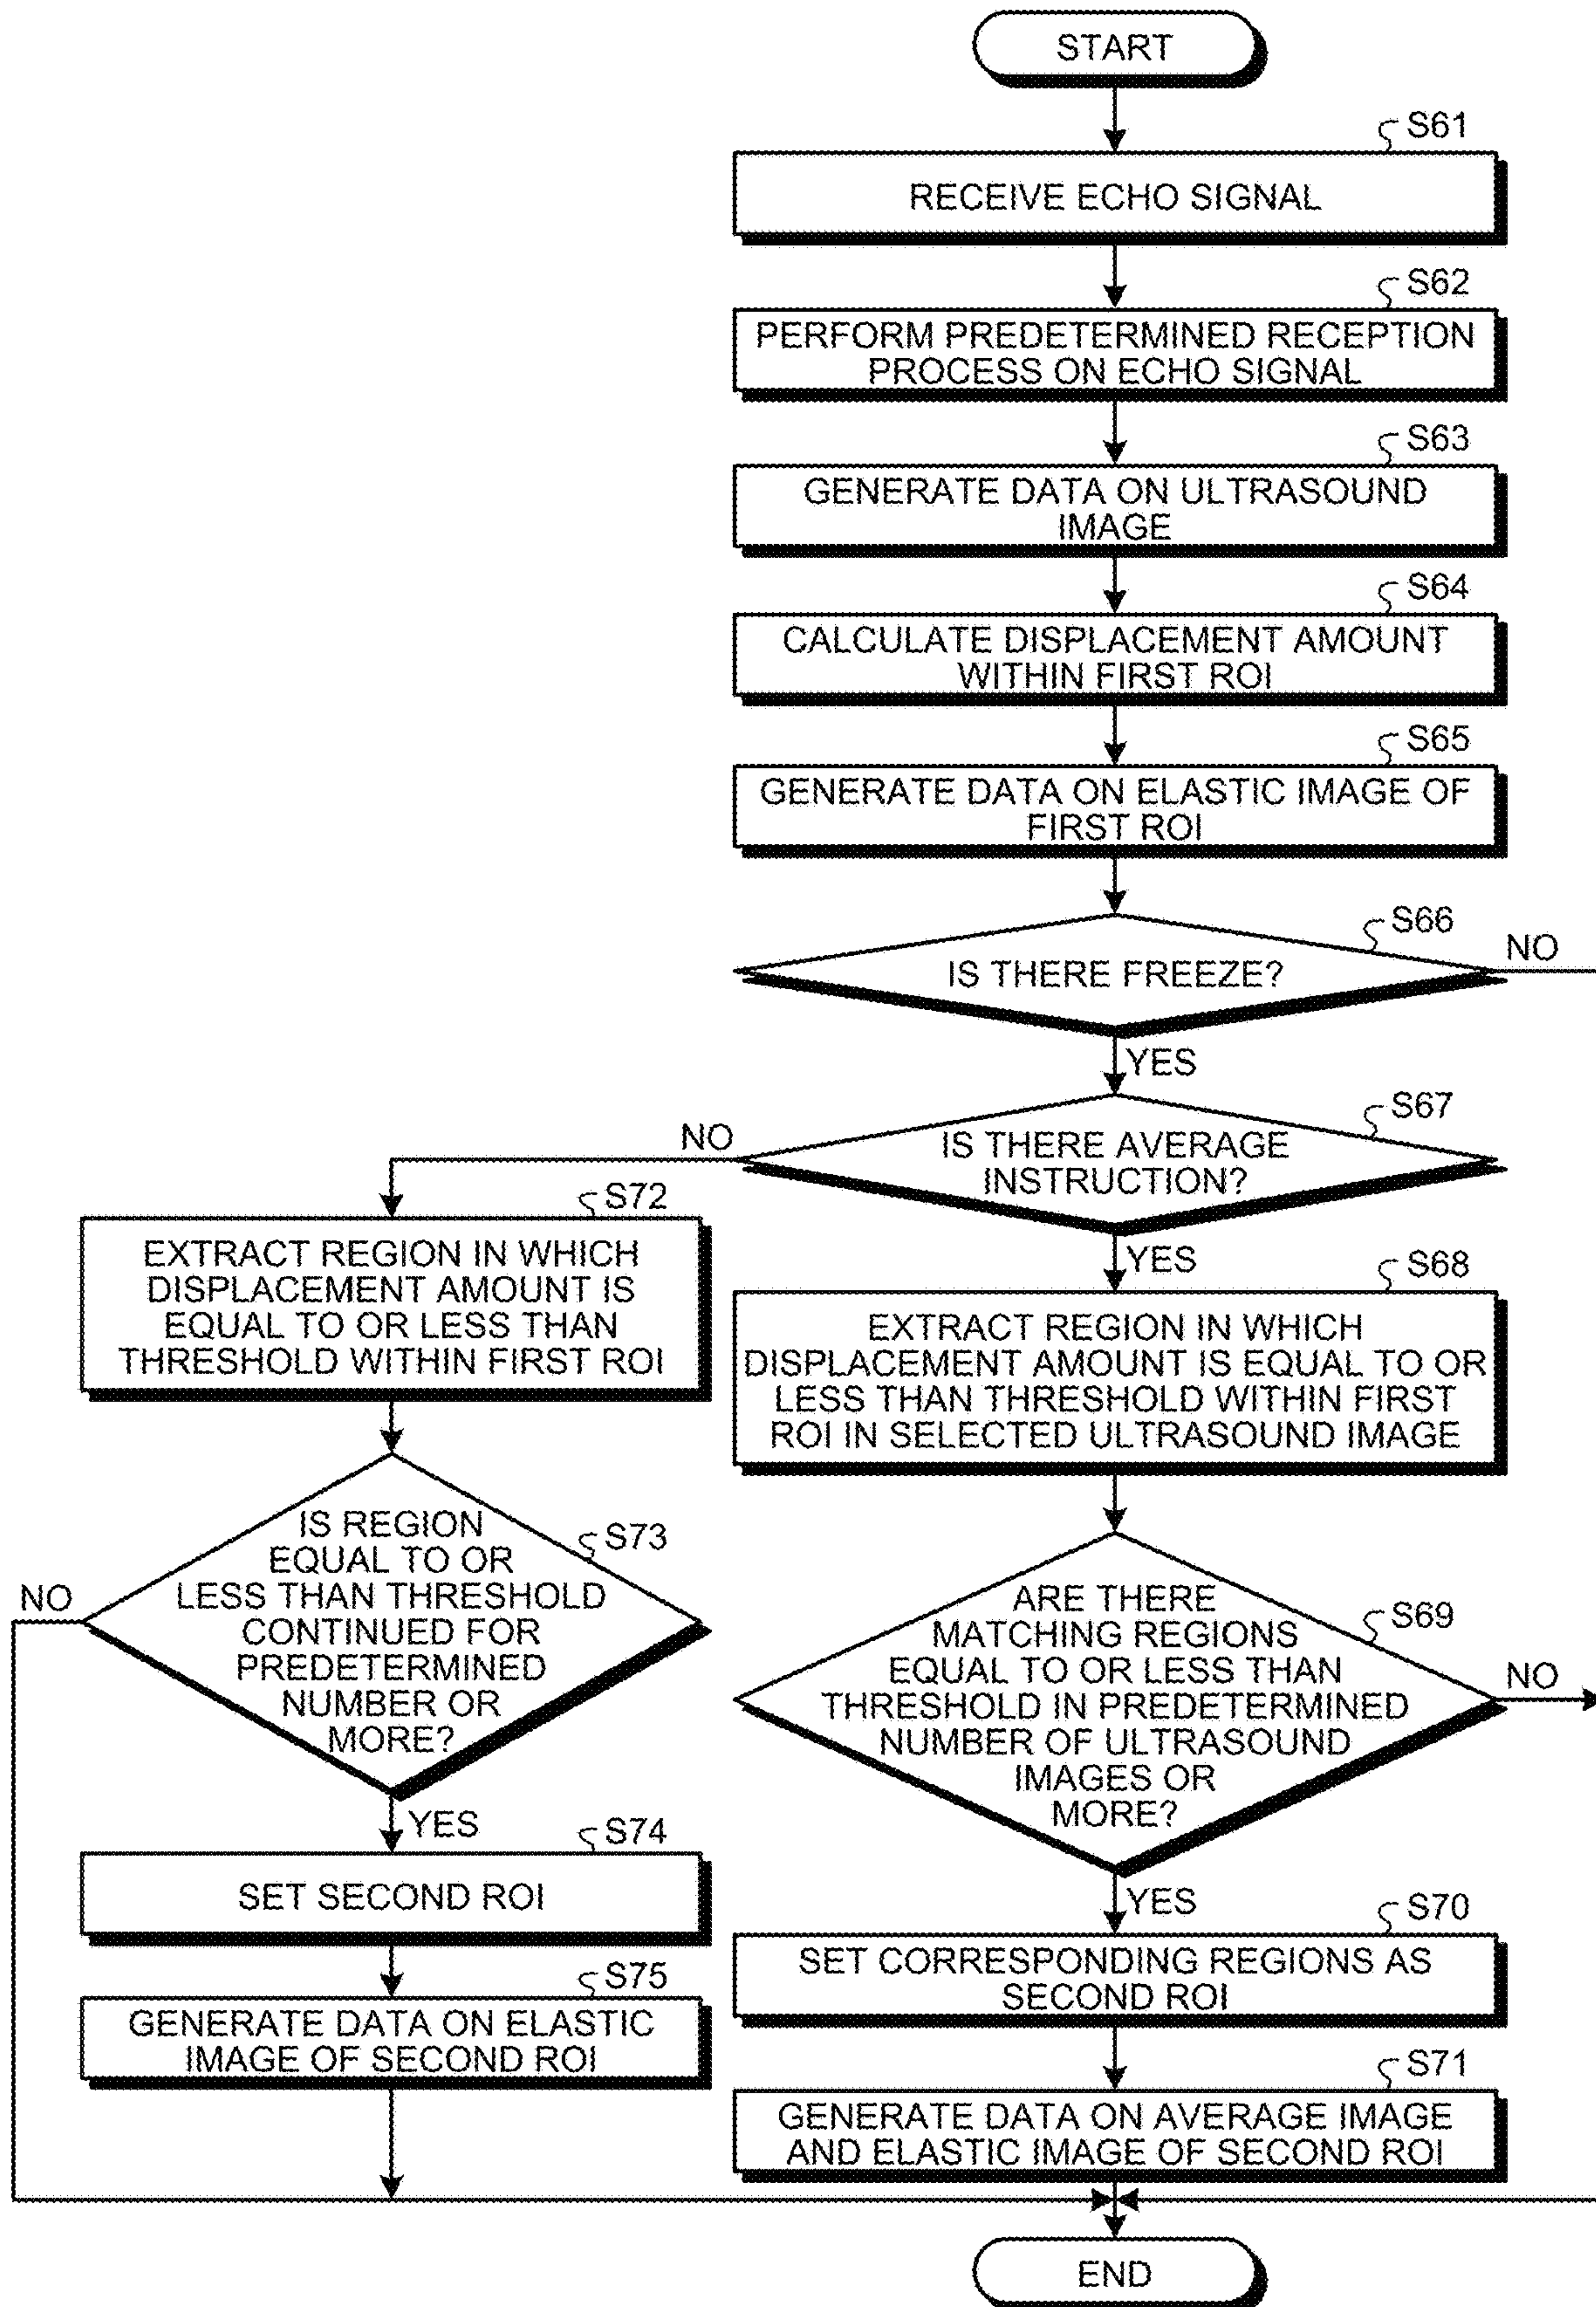 START
S61
RECEIVE ECHO SIGNAL
S62
PERFORM PREDETERMINED RECEPTION
PROCESS ON ECHO SIGNAL
S63
GENERATE DATA ON ULTRASOUND
IMAGE
S64
CALCULATE DISPLACEMENT AMOUNT
WITHIN FIRST ROI
S65
GENERATE DATA ON ELASTIC IMAGE OF
FIRST ROI
S66
IS THERE FREEZE?
NO
YES
S67
IS THERE AVERAGE
INSTRUCTION?
NO
YES
S72
EXTRACT REGION IN WHICH
DISPLACEMENT AMOUNT IS
EQUAL TO OR LESS THAN
THRESHOLD WITHIN FIRST ROI
S68
EXTRACT REGION IN WHICH
DISPLACEMENT AMOUNT IS EQUAL TO OR
LESS THAN THRESHOLD WITHIN FIRST
ROI IN SELECTED ULTRASOUND IMAGE
S73
IS REGION
EQUAL TO OR
LESS THAN THRESHOLD
CONTINUED FOR
PREDETERMINED
NUMBER OR
MORE?
NO
YES
S69
ARE THERE
MATCHING REGIONS
EQUAL TO OR LESS THAN
THRESHOLD IN PREDETERMINED
NUMBER OF ULTRASOUND
IMAGES OR
MORE?
NO
YES
S74
SET SECOND ROI
S70
SET CORRESPONDING REGIONS AS
SECOND ROI
S75
GENERATE DATA ON ELASTIC
IMAGE OF SECOND ROI
S71
GENERATE DATA ON AVERAGE IMAGE
AND ELASTIC IMAGE OF SECOND ROI
END